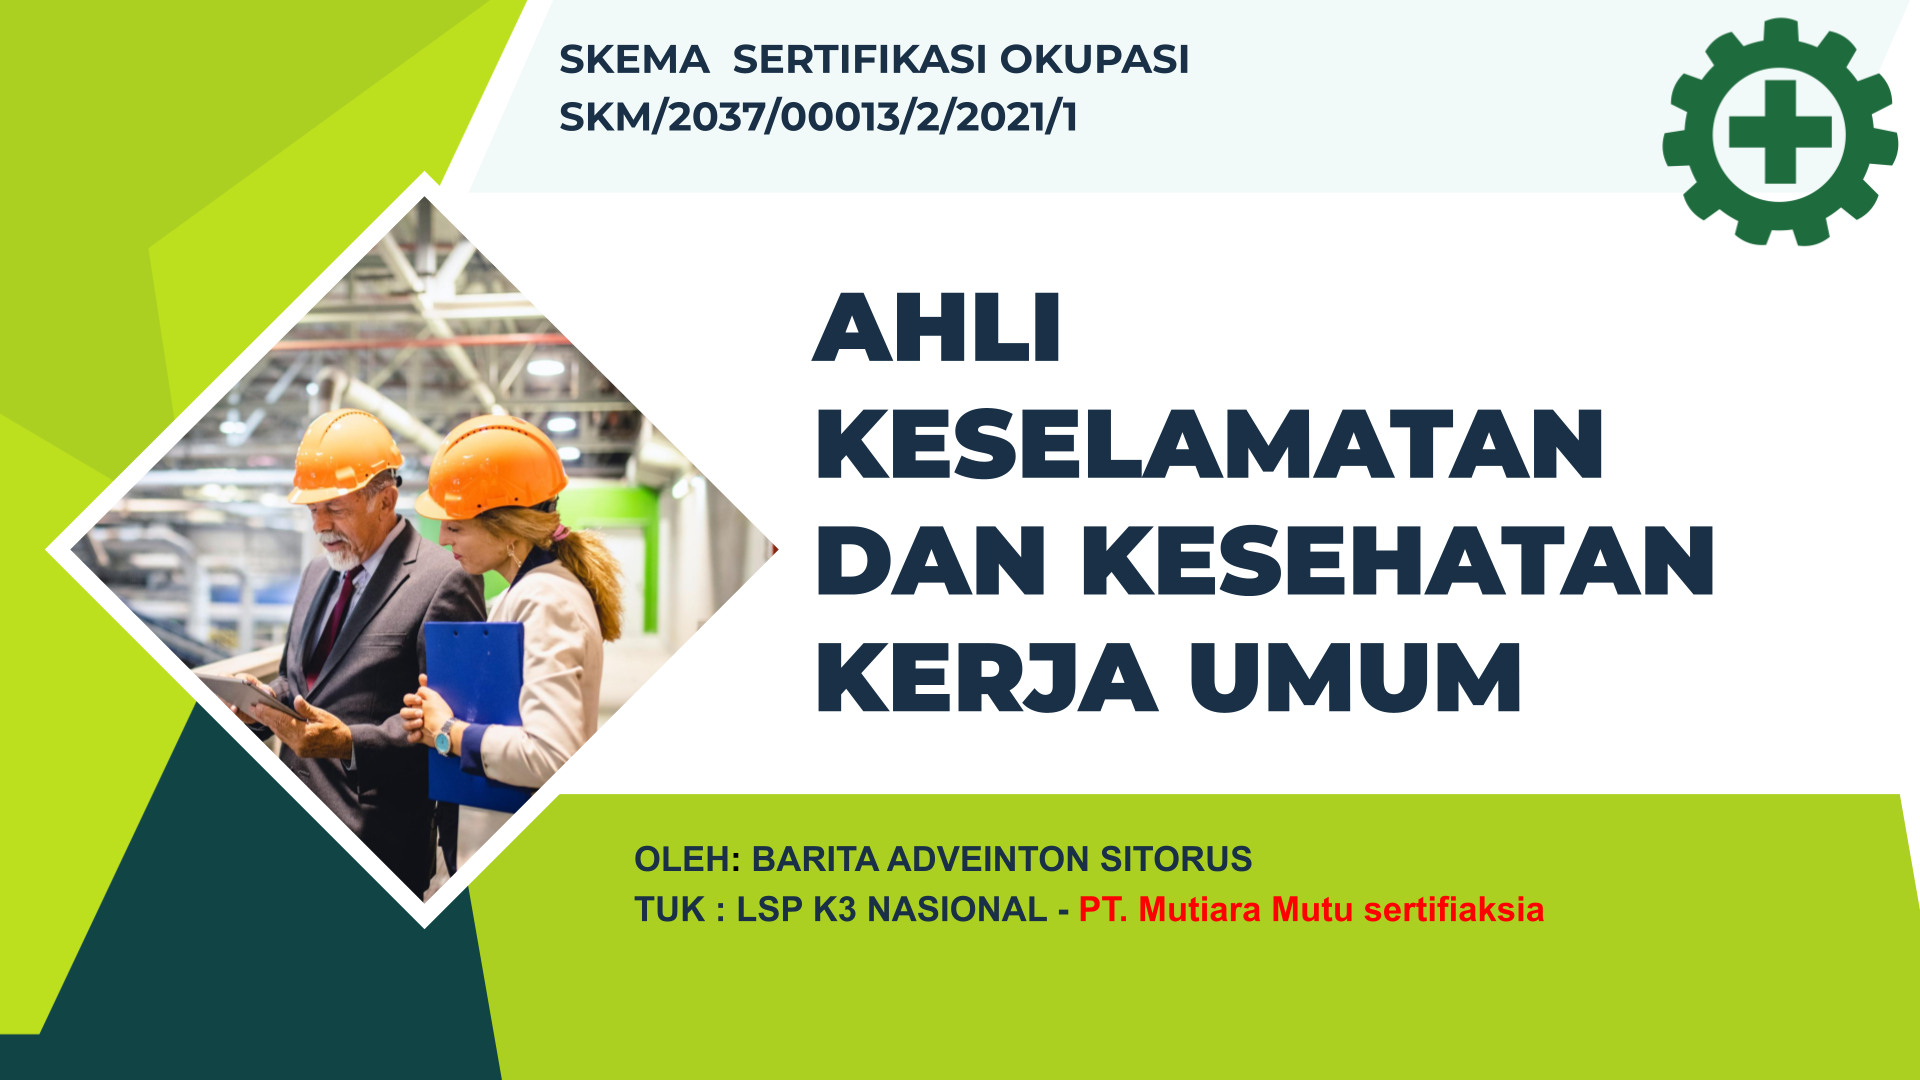 SKEMA SERTIFIKASI OKUPASI
SKM/2037/00013/2/2021/1
AHLI
KESELAMATAN
DAN KESEHATAN
KERJA UMUM
OLEH: BARITA ADVEINTON SITORUS
TUK : LSP K3 NASIONAL - PT. Mutiara Mutu sertifiaksia